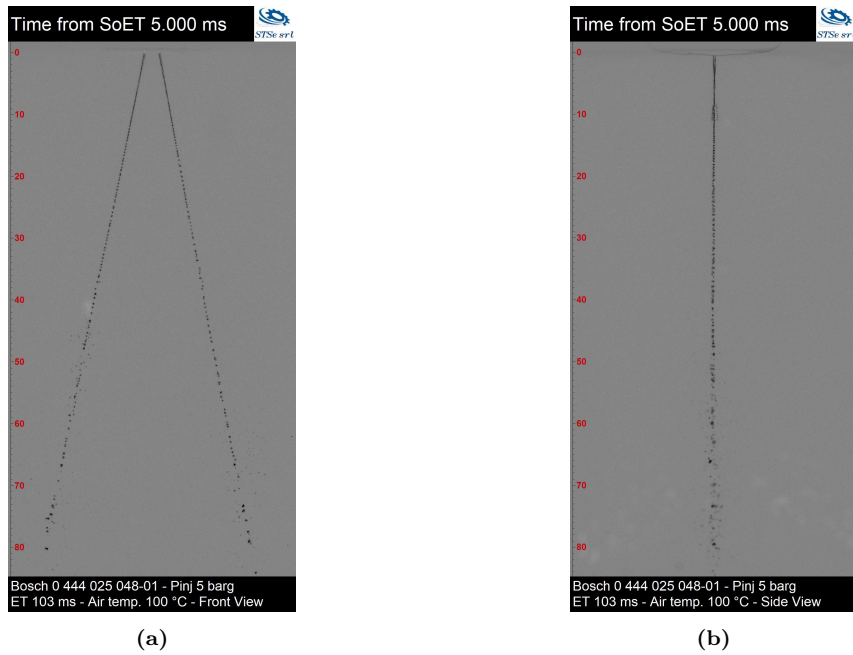 Time from SoET 5.000 ms
STSe srl
0
10
20
30
40
50
60
70
80
Bosch 0 444 025 048-01 - Pinj 5 barg
ET 103 ms - Air temp. 100 °C - Front View
(a)
Time from SoET 5.000 ms
STSe srl
0
10
20
30
40
50
60
70
80
Bosch 0 444 025 048-01 - Pinj 5 barg
ET 103 ms - Air temp. 100 °C - Side View
(b)